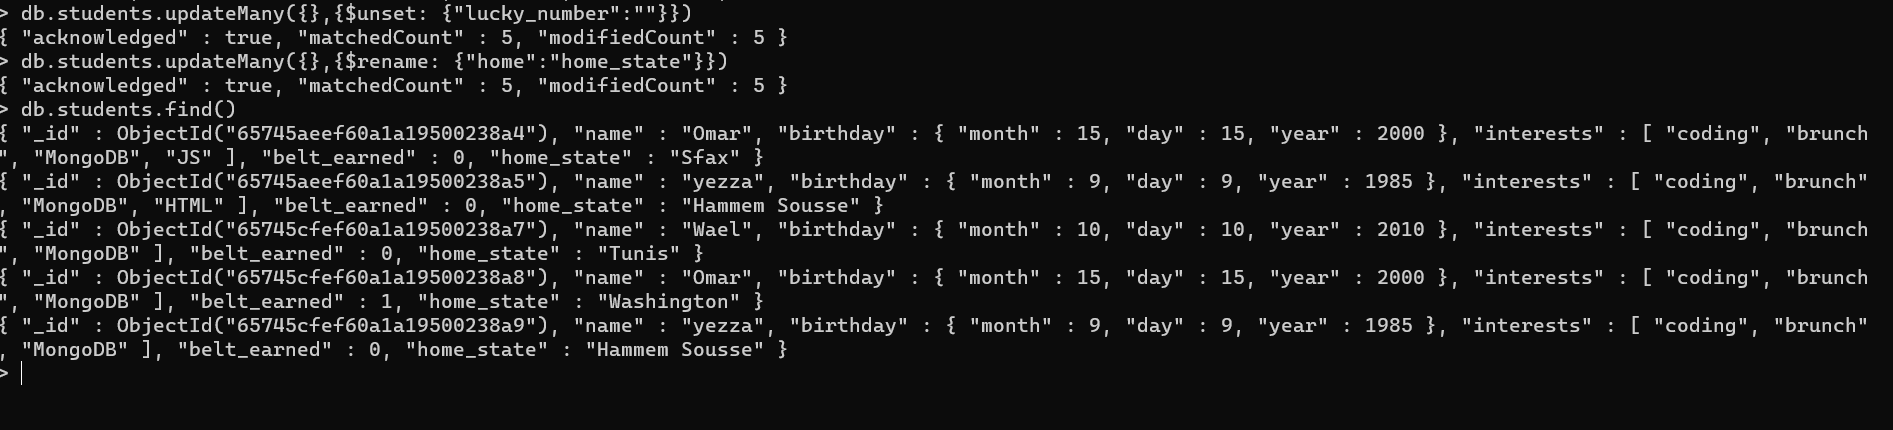 > db.students.updateMany({},{$unset: {"lucky_number":""}})
{ "acknowledged" : true, "matchedCount" : 5, "modifiedCount" : 5 }
> db.students.updateMany({},{$rename: {"home":"home_state"}})
{ "acknowledged" : true, "matchedCount" : 5, "modifiedCount" : 5 }
> db.students.find()
{ "_id" : ObjectId("65745aeef60a1a19500238a4"), "name" : "Omar", "birthday" : { "month" : 15, "day" : 15, "year" : 2000 }, "interests" : [ "coding", "brunch
", "MongoDB", "JS" ], "belt_earned" : 0, "home_state" : "Sfax" }
{ "_id" : ObjectId("65745aeef60a1a19500238a5"), "name" : "yezza", "birthday" : { "month" : 9, "day" : 9, "year" : 1985 }, "interests" : [ "coding", "brunch"
, "MongoDB", "HTML" ], "belt_earned" : 0, "home_state" : "Hammem Sousse" }
{ "_id" : ObjectId("65745cfef60a1a19500238a7"), "name" : "Wael", "birthday" : { "month" : 10, "day" : 10, "year" : 2010 }, "interests" : [ "coding", "brunch
", "MongoDB" ], "belt_earned" : 0, "home_state" : "Tunis" }
{ "_id" : ObjectId("65745cfef60a1a19500238a8"), "name" : "Omar", "birthday" : { "month" : 15, "day" : 15, "year" : 2000 }, "interests" : [ "coding", "brunch
", "MongoDB" ], "belt_earned" : 1, "home_state" : "Washington" }
{ "_id" : ObjectId("65745cfef60a1a19500238a9"), "name" : "yezza", "birthday" : { "month" : 9, "day" : 9, "year" : 1985 }, "interests" : [ "coding", "brunch"
, "MongoDB" ], "belt_earned" : 0, "home_state" : "Hammem Sousse" }
>